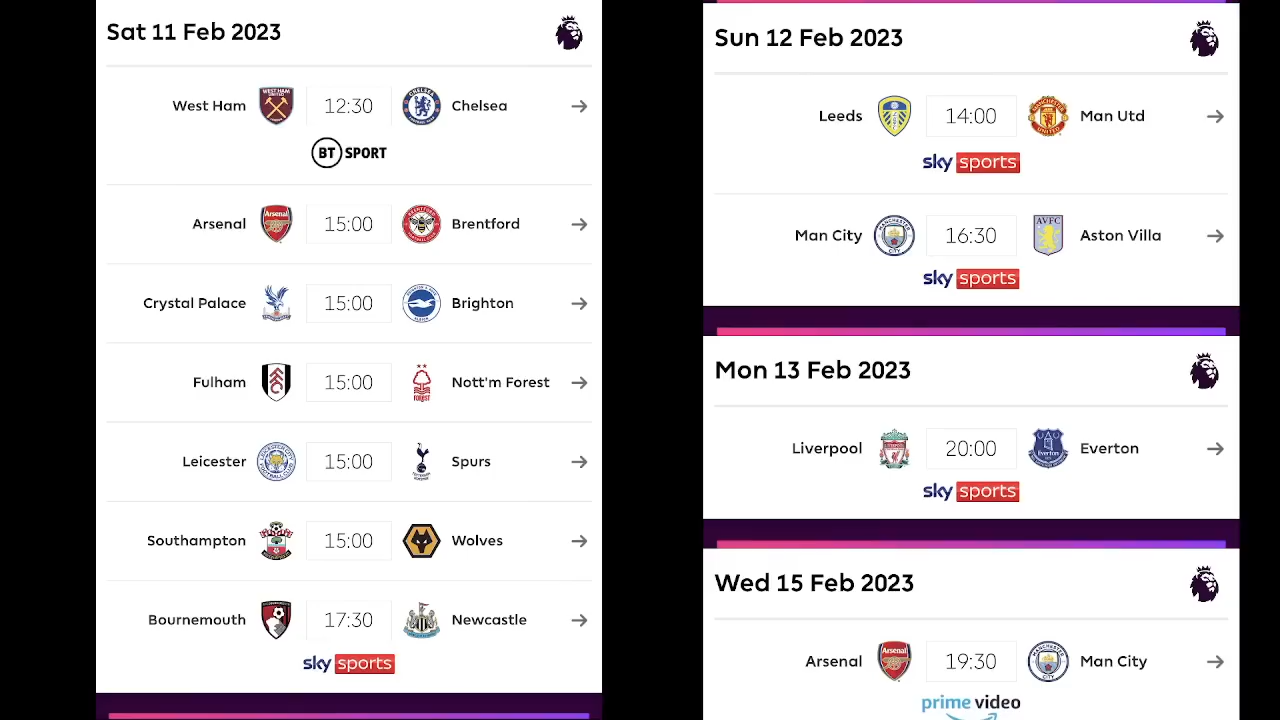 Sat 11 Feb 2023
West Ham 12:30 Chelsea
BT SPORT
Arsenal 15:00 Brentford
Crystal Palace 15:00 Brighton
Fulham 15:00 Nott'm Forest
Leicester 15:00 Spurs
Southampton 15:00 Wolves
Bournemouth 17:30 Newcastle
sky sports
Sun 12 Feb 2023
Leeds 14:00 Man Utd
sky sports
Man City 16:30 Aston Villa
sky sports
Mon 13 Feb 2023
Liverpool 20:00 Everton
sky sports
Wed 15 Feb 2023
Arsenal 19:30 Man City
prime video